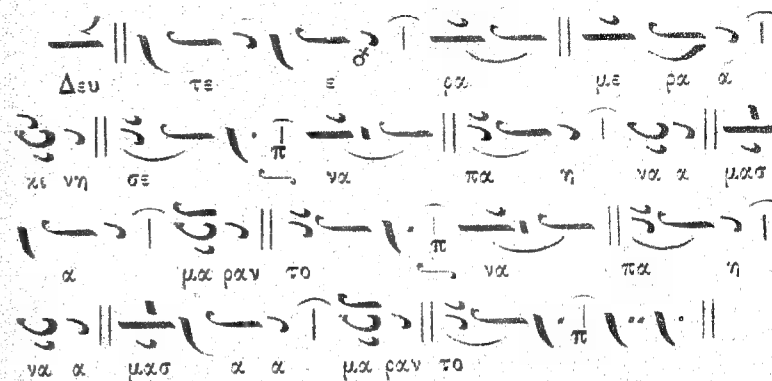 Δευ τε ε ρα με ρα α
κε νη σε να πα η να α μασ
α μα ραν το να πα η
να α μασ α α μα ραν το